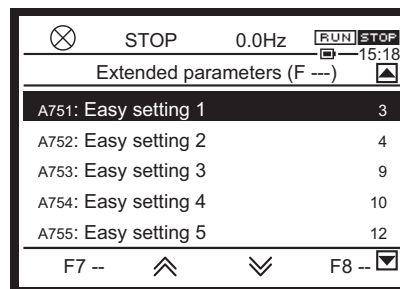 STOP 0.0Hz RUN STOP
15:18
Extended parameters (F ---)
A751: Easy setting 1 3
A752: Easy setting 2 4
A753: Easy setting 3 9
A754: Easy setting 4 10
A755: Easy setting 5 12
F7 -- F8 --